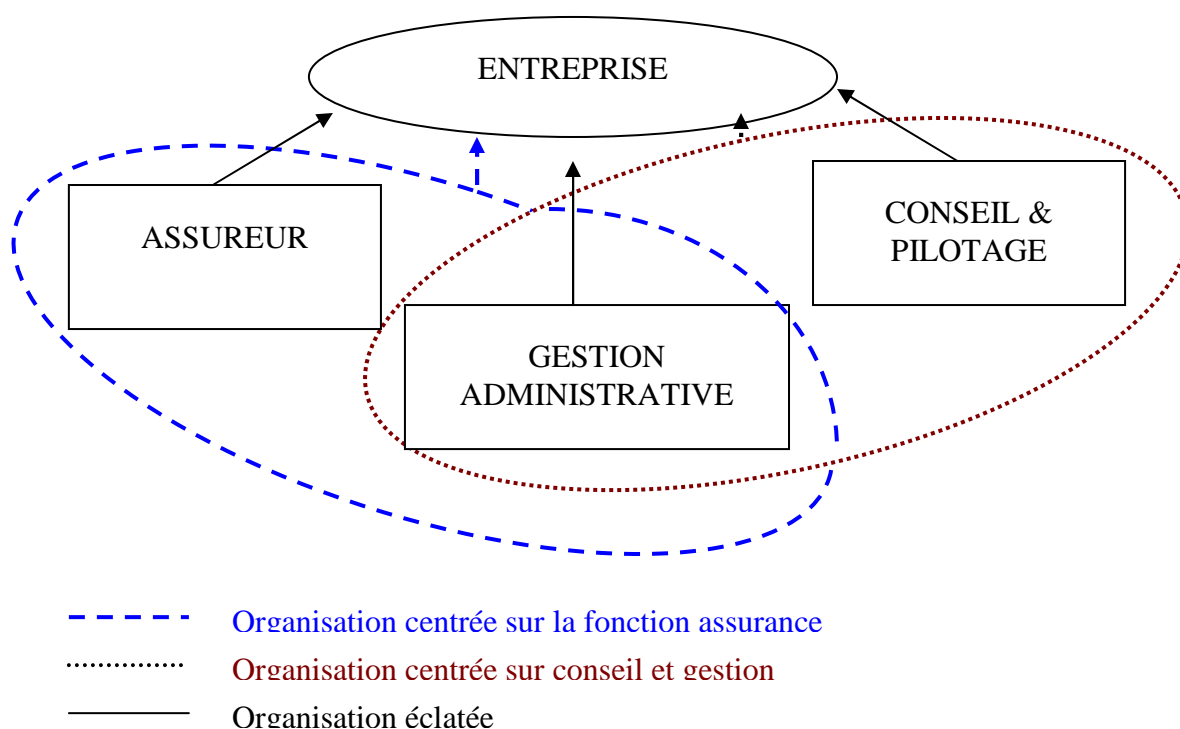 ENTREPRISE
ASSUREUR
CONSEIL &
PILOTAGE
GESTION
ADMINISTRATIVE
Organisation centrée sur la fonction assurance
Organisation centrée sur conseil et gestion
Organisation éclatée